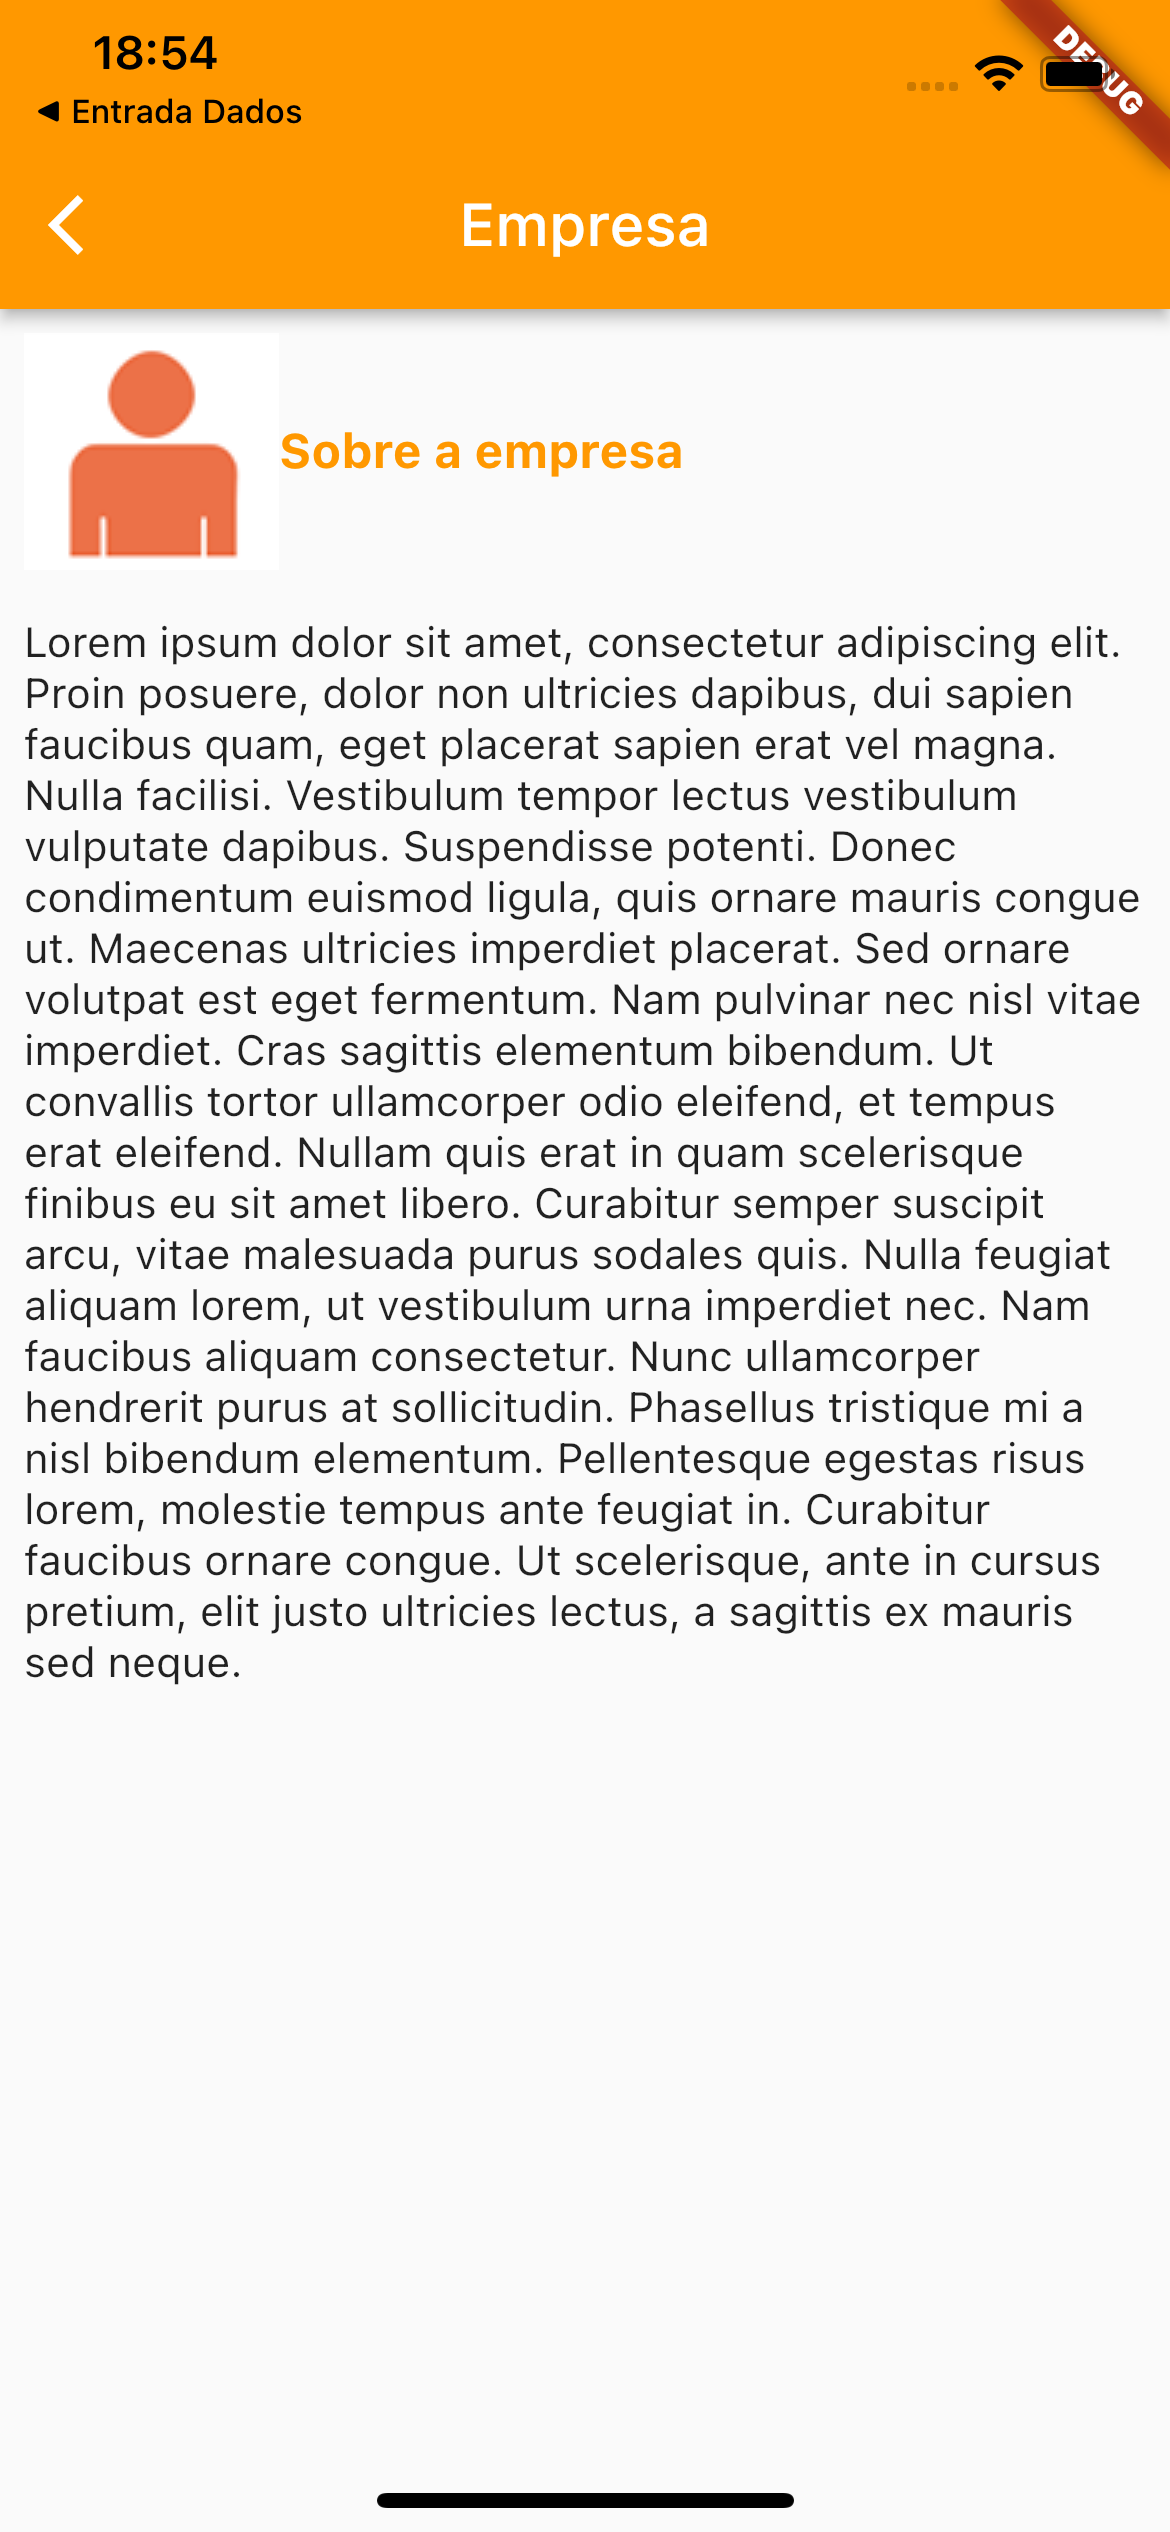 18:54
◀ Entrada Dados
DEBUG
Empresa
Sobre a empresa
Lorem ipsum dolor sit amet, consectetur adipiscing elit.
Proin posuere, dolor non ultricies dapibus, dui sapien
faucibus quam, eget placerat sapien erat vel magna.
Nulla facilisi. Vestibulum tempor lectus vestibulum
vulputate dapibus. Suspendisse potenti. Donec
condimentum euismod ligula, quis ornare mauris congue
ut. Maecenas ultricies imperdiet placerat. Sed ornare
volutpat est eget fermentum. Nam pulvinar nec nisl vitae
imperdiet. Cras sagittis elementum bibendum. Ut
convallis tortor ullamcorper odio eleifend, et tempus
erat eleifend. Nullam quis erat in quam scelerisque
finibus eu sit amet libero. Curabitur semper suscipit
arcu, vitae malesuada purus sodales quis. Nulla feugiat
aliquam lorem, ut vestibulum urna imperdiet nec. Nam
faucibus aliquam consectetur. Nunc ullamcorper
hendrerit purus at sollicitudin. Phasellus tristique mi a
nisl bibendum elementum. Pellentesque egestas risus
lorem, molestie tempus ante feugiat in. Curabitur
faucibus ornare congue. Ut scelerisque, ante in cursus
pretium, elit justo ultricies lectus, a sagittis ex mauris
sed neque.